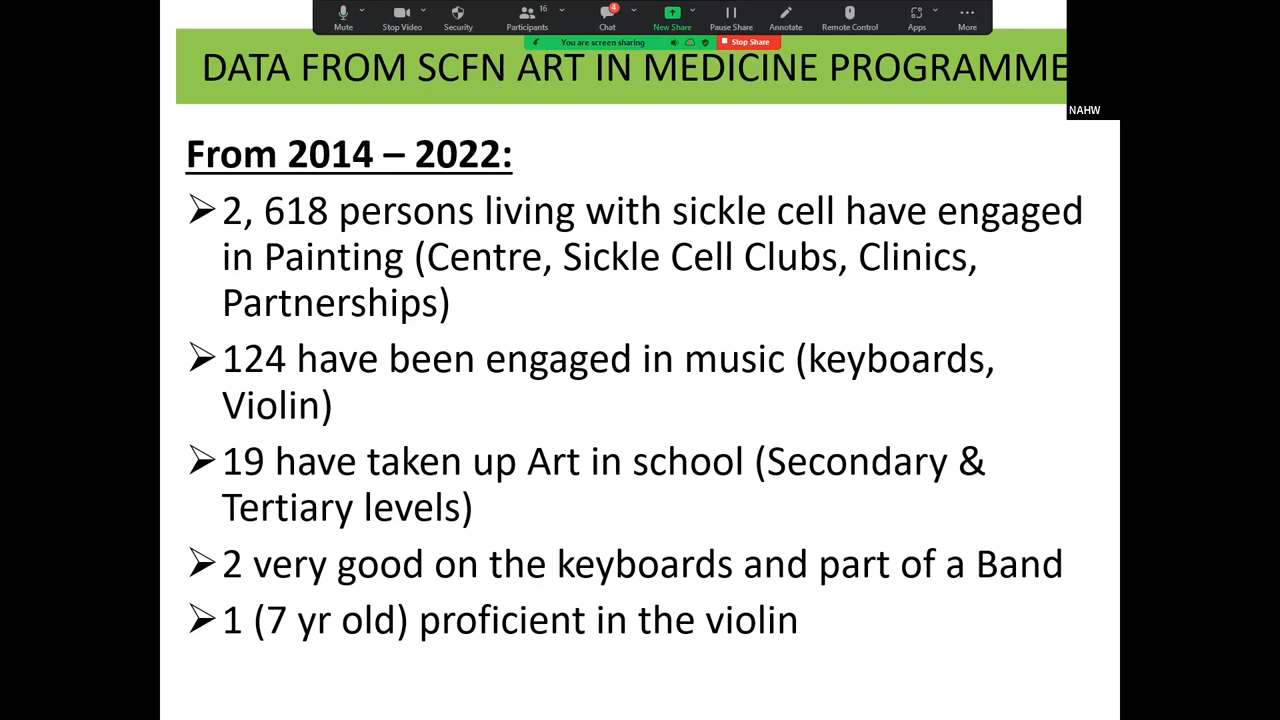 16
4
Mute
Stop Video
Security
Participants
Chat
New Share
Pause Share
Annotate
Remote Control
Apps
More
You are screen sharing
Stop Share
DATA FROM SCFN ART IN MEDICINE PROGRAMME
NAHW
From 2014 – 2022:
➢2, 618 persons living with sickle cell have engaged
in Painting (Centre, Sickle Cell Clubs, Clinics,
Partnerships)
➢124 have been engaged in music (keyboards,
Violin)
➢19 have taken up Art in school (Secondary &
Tertiary levels)
➢2 very good on the keyboards and part of a Band
➢1 (7 yr old) proficient in the violin